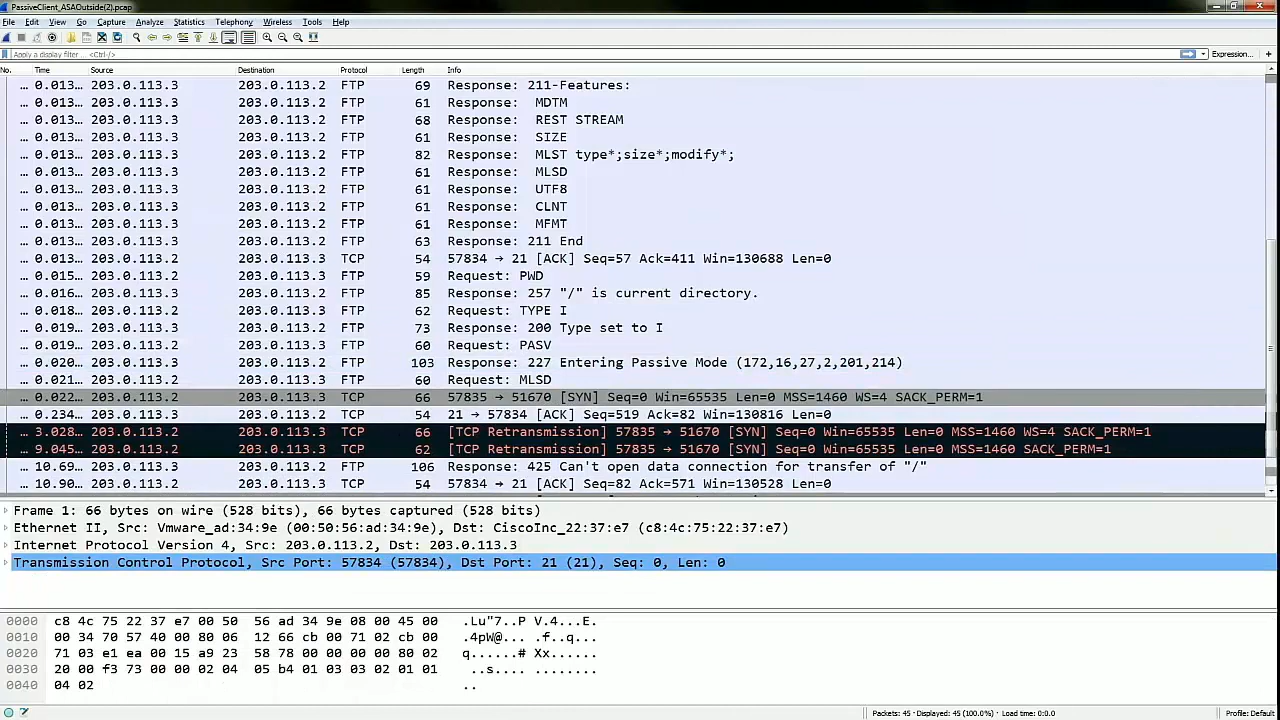 PassiveClient_ASAOutside(2).pcap
File Edit View Go Capture Analyze Statistics Telephony Wireless Tools Help
Apply a display filter ... <Ctrl-/> Expression... +
No. Time Source Destination Protocol Length Info
... 0.013... 203.0.113.3 203.0.113.2 FTP 69 Response: 211-Features:
... 0.013... 203.0.113.3 203.0.113.2 FTP 61 Response: MDTM
... 0.013... 203.0.113.3 203.0.113.2 FTP 68 Response: REST STREAM
... 0.013... 203.0.113.3 203.0.113.2 FTP 61 Response: SIZE
... 0.013... 203.0.113.3 203.0.113.2 FTP 82 Response: MLST type*;size*;modify*;
... 0.013... 203.0.113.3 203.0.113.2 FTP 61 Response: MLSD
... 0.013... 203.0.113.3 203.0.113.2 FTP 61 Response: UTF8
... 0.013... 203.0.113.3 203.0.113.2 FTP 61 Response: CLNT
... 0.013... 203.0.113.3 203.0.113.2 FTP 61 Response: MFMT
... 0.013... 203.0.113.3 203.0.113.2 FTP 63 Response: 211 End
... 0.013... 203.0.113.2 203.0.113.3 TCP 54 57834 → 21 [ACK] Seq=57 Ack=411 Win=130688 Len=0
... 0.015... 203.0.113.2 203.0.113.3 FTP 59 Request: PWD
... 0.016... 203.0.113.3 203.0.113.2 FTP 85 Response: 257 "/" is current directory.
... 0.018... 203.0.113.2 203.0.113.3 FTP 62 Request: TYPE I
... 0.019... 203.0.113.3 203.0.113.2 FTP 73 Response: 200 Type set to I
... 0.019... 203.0.113.2 203.0.113.3 FTP 60 Request: PASV
... 0.020... 203.0.113.3 203.0.113.2 FTP 103 Response: 227 Entering Passive Mode (172,16,27,2,201,214)
... 0.021... 203.0.113.2 203.0.113.3 FTP 60 Request: MLSD
... 0.022... 203.0.113.2 203.0.113.3 TCP 66 57835 → 51670 [SYN] Seq=0 Win=65535 Len=0 MSS=1460 WS=4 SACK_PERM=1
... 0.234... 203.0.113.3 203.0.113.2 TCP 54 21 → 57834 [ACK] Seq=519 Ack=82 Win=130816 Len=0
... 3.028... 203.0.113.2 203.0.113.3 TCP 66 [TCP Retransmission] 57835 → 51670 [SYN] Seq=0 Win=65535 Len=0 MSS=1460 WS=4 SACK_PERM=1
... 9.045... 203.0.113.2 203.0.113.3 TCP 62 [TCP Retransmission] 57835 → 51670 [SYN] Seq=0 Win=65535 Len=0 MSS=1460 SACK_PERM=1
... 10.69... 203.0.113.3 203.0.113.2 FTP 106 Response: 425 Can't open data connection for transfer of "/"
... 10.90... 203.0.113.2 203.0.113.3 TCP 54 57834 → 21 [ACK] Seq=82 Ack=571 Win=130528 Len=0
Frame 1: 66 bytes on wire (528 bits), 66 bytes captured (528 bits)
Ethernet II, Src: Vmware_ad:34:9e (00:50:56:ad:34:9e), Dst: CiscoInc_22:37:e7 (c8:4c:75:22:37:e7)
Internet Protocol Version 4, Src: 203.0.113.2, Dst: 203.0.113.3
Transmission Control Protocol, Src Port: 57834 (57834), Dst Port: 21 (21), Seq: 0, Len: 0
0000 c8 4c 75 22 37 e7 00 50 56 ad 34 9e 08 00 45 00 .Lu"7..P V.4...E.
0010 00 34 70 57 40 00 80 06 12 66 cb 00 71 02 cb 00 .4pW@... .f..q...
0020 71 03 e1 ea 00 15 a9 23 58 78 00 00 00 00 80 02 q......# Xx......
0030 20 00 f3 73 00 00 02 04 05 b4 01 03 03 02 01 01 ..s.... ........
0040 04 02 ..
Packets: 45 · Displayed: 45 (100.0%) · Load time: 0:0.0 Profile: Default